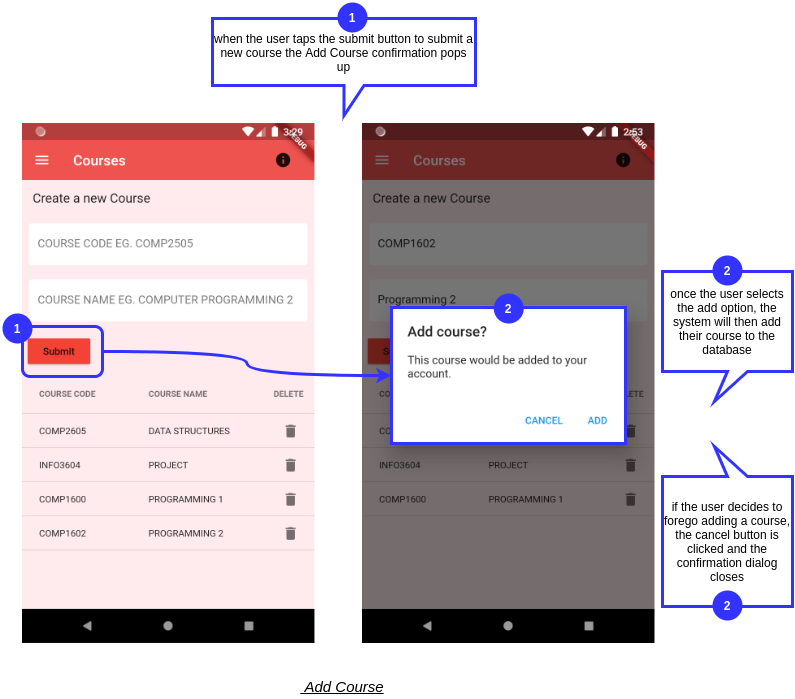 1
when the user taps the submit button to submit a
new course the Add Course confirmation pops
up
3:29
DEBUG
Courses
Create a new Course
COURSE CODE EG. COMP2505
COURSE NAME EG. COMPUTER PROGRAMMING 2
1
Submit
COURSE CODE COURSE NAME DELETE
COMP2605 DATA STRUCTURES
INFO3604 PROJECT
COMP1600 PROGRAMMING 1
COMP1602 PROGRAMMING 2
2:53
DEBUG
Courses
Create a new Course
COMP1602
Programming 2
2
Add course?
This course would be added to your
account.
CANCEL ADD
INFO3604 PROJECT
COMP1600 PROGRAMMING 1
2
once the user selects
the add option, the
system will then add
their course to the
database
if the user decides to
forego adding a course,
the cancel button is
clicked and the
confirmation dialog
closes
2
Add Course